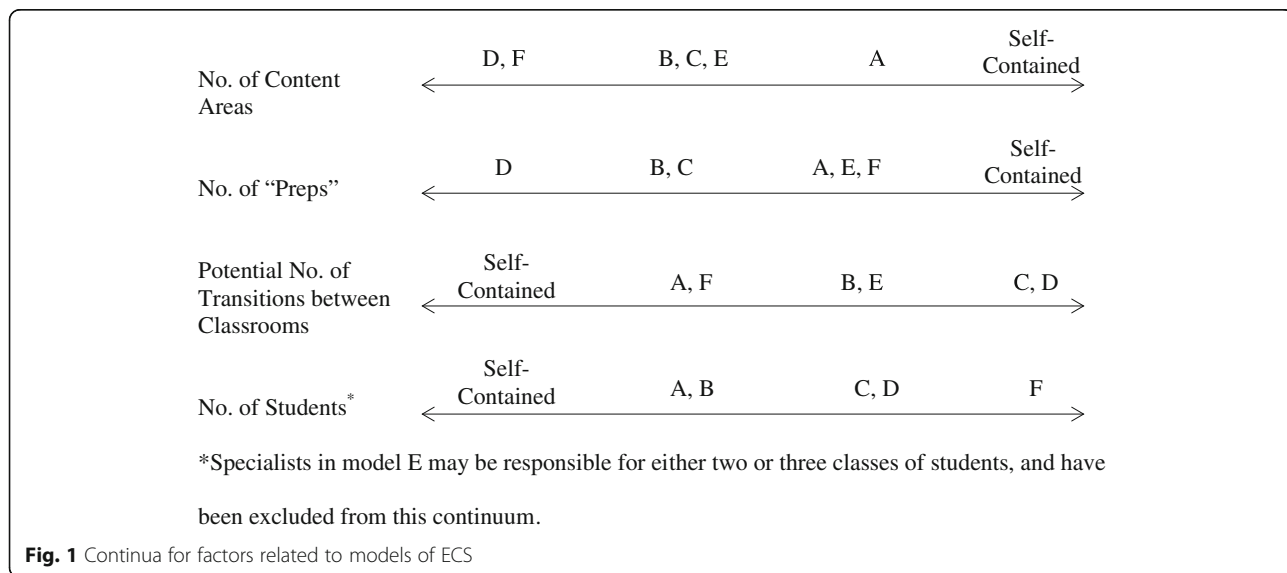 Self-
D, F B, C, E A Contained
No. of Content
Areas
Self-
D B, C A, E, F Contained
No. of “Preps”
Potential No. of Self-
Transitions between Contained A, F B, E C, D
Classrooms
Self-
Contained A, B C, D F
No. of Students*
*Specialists in model E may be responsible for either two or three classes of students, and have
been excluded from this continuum.
Fig. 1 Continua for factors related to models of ECS